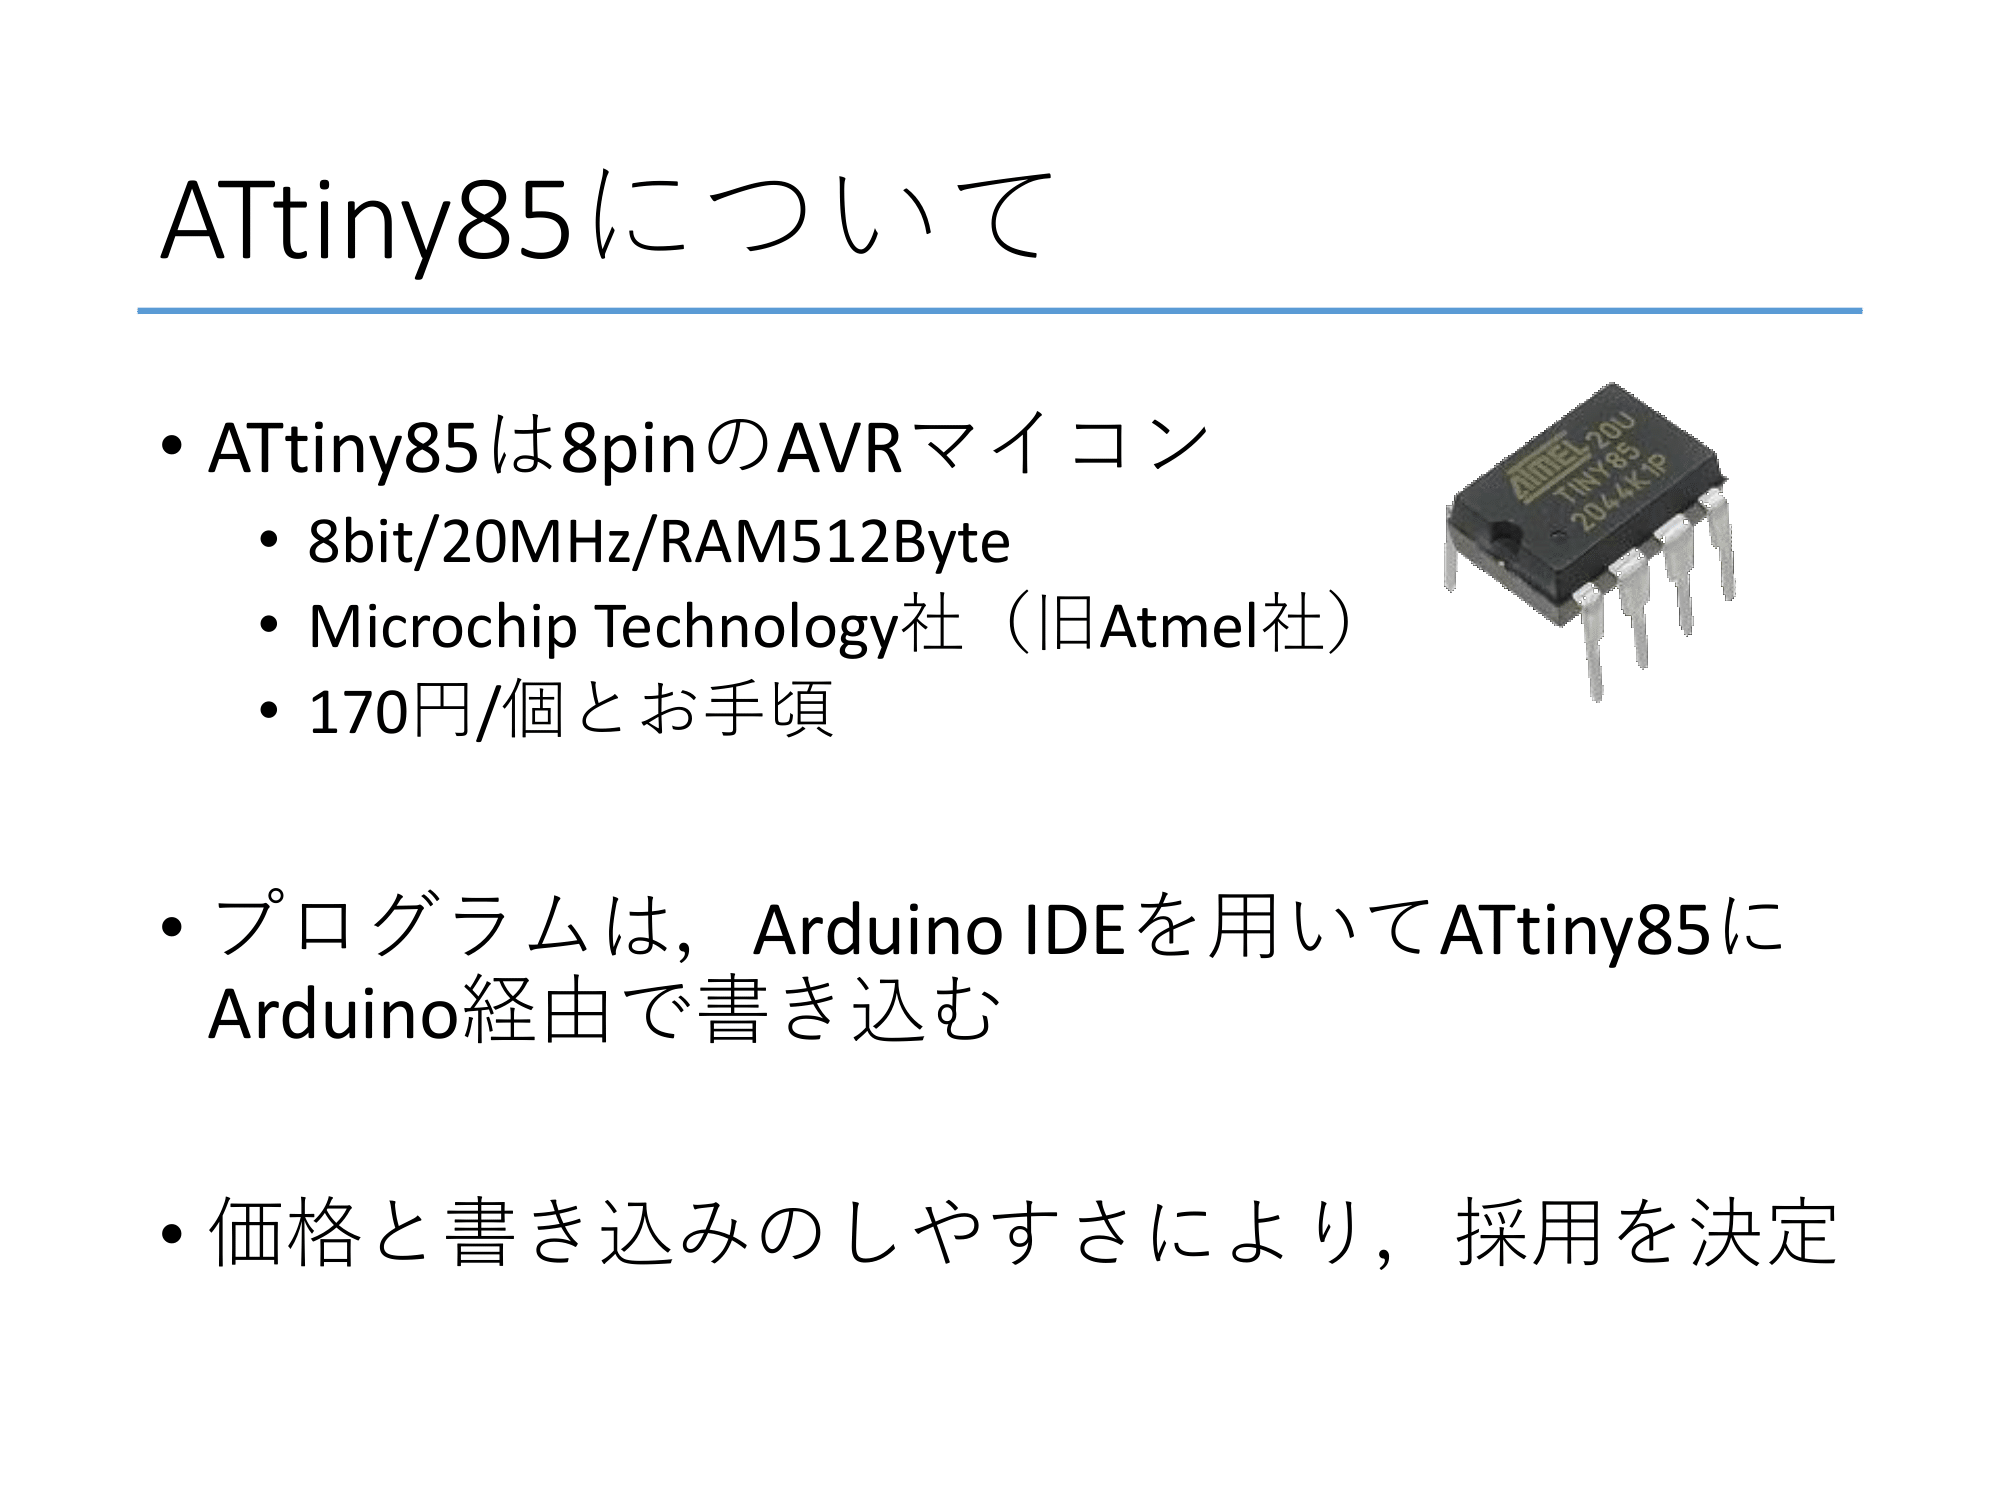 ATtiny85について
• ATtiny85は8pinのAVRマイコン
• 8bit/20MHz/RAM512Byte
• Microchip Technology社（旧Atmel社）
• 170円/個とお手頃
• プログラムは，Arduino IDEを用いてATtiny85に
Arduino経由で書き込む
• 価格と書き込みのしやすさにより，採用を決定
ATMEL 20U
TINY85
2044K1P